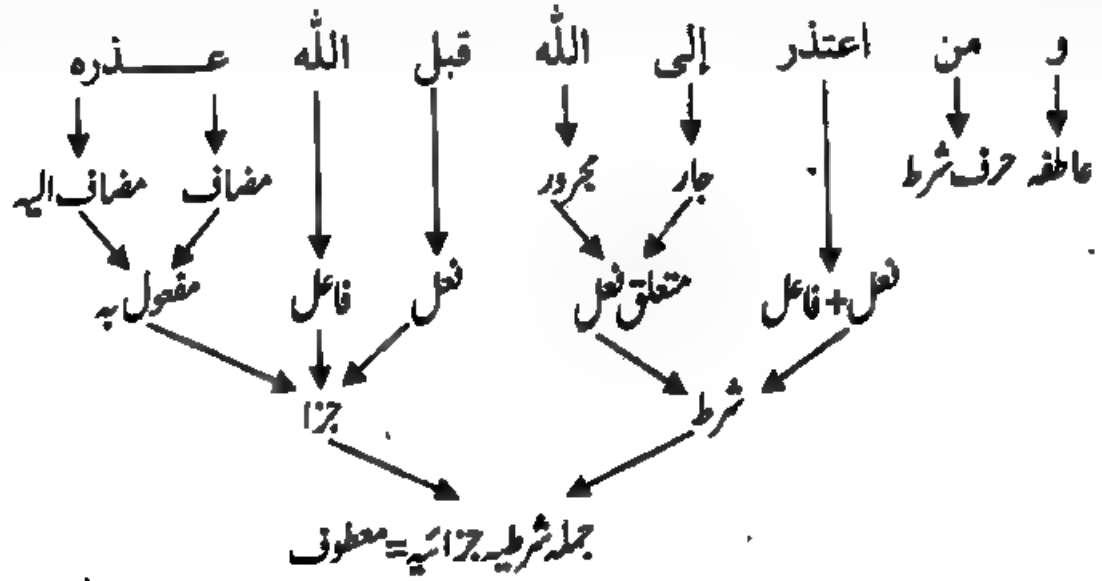 و من اعتذر إلى الله قبل الله عـــــذره
عاطفہ حرف شرط جار مجرور مضاف مضاف الیہ
فعل+فاعل متعلق فعل فعل فاعل مفعول بہ
شرط جزا
جملہ شرطیہ جزائیہ=معطوف